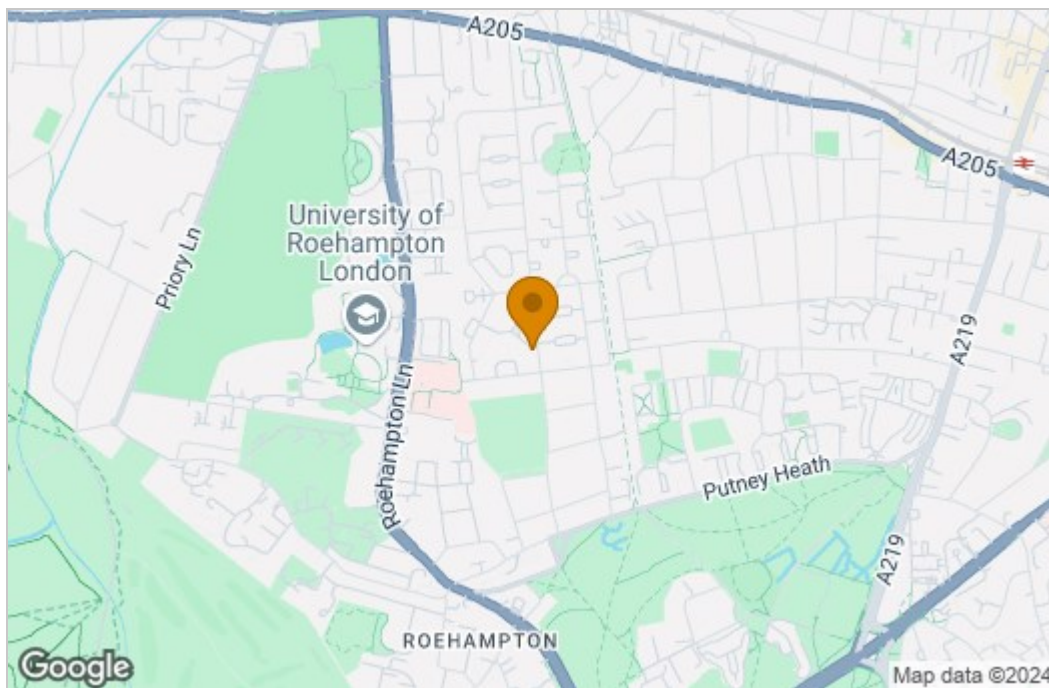 A205
A205
University of
Roehampton
London
Priory Ln
A219
Roehampton Ln
Putney Heath
A219
ROEHAMPTON
Google
Map data ©2024